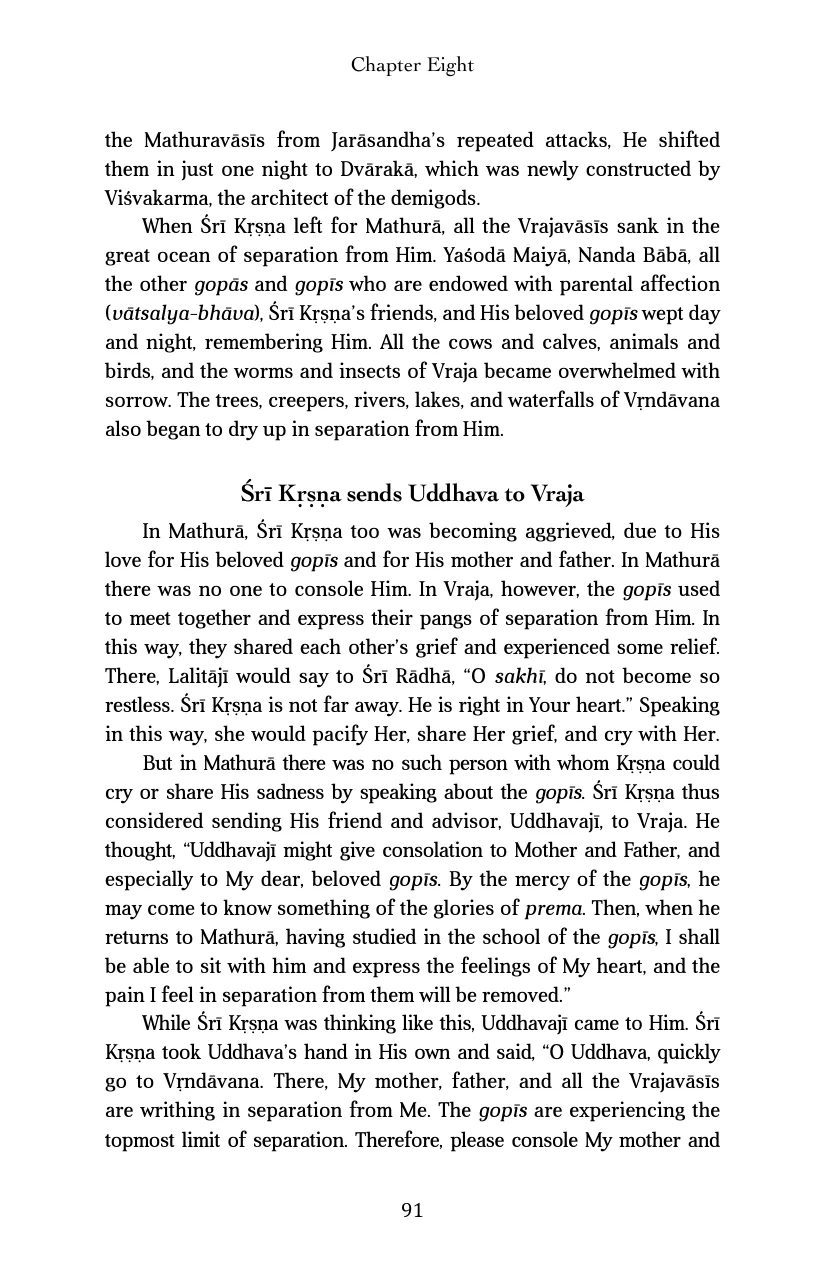 Chapter Eight
the Mathuravāsīs from Jarāsandha’s repeated attacks, He shifted
them in just one night to Dvārakā, which was newly constructed by
Viśvakarma, the architect of the demigods.
When Śrī Kṛṣṇa left for Mathurā, all the Vrajavāsīs sank in the
great ocean of separation from Him. Yaśodā Maiyā, Nanda Bābā, all
the other gopās and gopīs who are endowed with parental affection
(vātsalya-bhāva), Śrī Kṛṣṇa’s friends, and His beloved gopīs wept day
and night, remembering Him. All the cows and calves, animals and
birds, and the worms and insects of Vraja became overwhelmed with
sorrow. The trees, creepers, rivers, lakes, and waterfalls of Vṛndāvana
also began to dry up in separation from Him.
Śrī Kṛṣṇa sends Uddhava to Vraja
In Mathurā, Śrī Kṛṣṇa too was becoming aggrieved, due to His
love for His beloved gopīs and for His mother and father. In Mathurā
there was no one to console Him. In Vraja, however, the gopīs used
to meet together and express their pangs of separation from Him. In
this way, they shared each other’s grief and experienced some relief.
There, Lalitājī would say to Śrī Rādhā, “O sakhī, do not become so
restless. Śrī Kṛṣṇa is not far away. He is right in Your heart.” Speaking
in this way, she would pacify Her, share Her grief, and cry with Her.
But in Mathurā there was no such person with whom Kṛṣṇa could
cry or share His sadness by speaking about the gopīs. Śrī Kṛṣṇa thus
considered sending His friend and advisor, Uddhavajī, to Vraja. He
thought, “Uddhavajī might give consolation to Mother and Father, and
especially to My dear, beloved gopīs. By the mercy of the gopīs, he
may come to know something of the glories of prema. Then, when he
returns to Mathurā, having studied in the school of the gopīs, I shall
be able to sit with him and express the feelings of My heart, and the
pain I feel in separation from them will be removed.”
While Śrī Kṛṣṇa was thinking like this, Uddhavajī came to Him. Śrī
Kṛṣṇa took Uddhava’s hand in His own and said, “O Uddhava, quickly
go to Vṛndāvana. There, My mother, father, and all the Vrajavāsīs
are writhing in separation from Me. The gopīs are experiencing the
topmost limit of separation. Therefore, please console My mother and
91